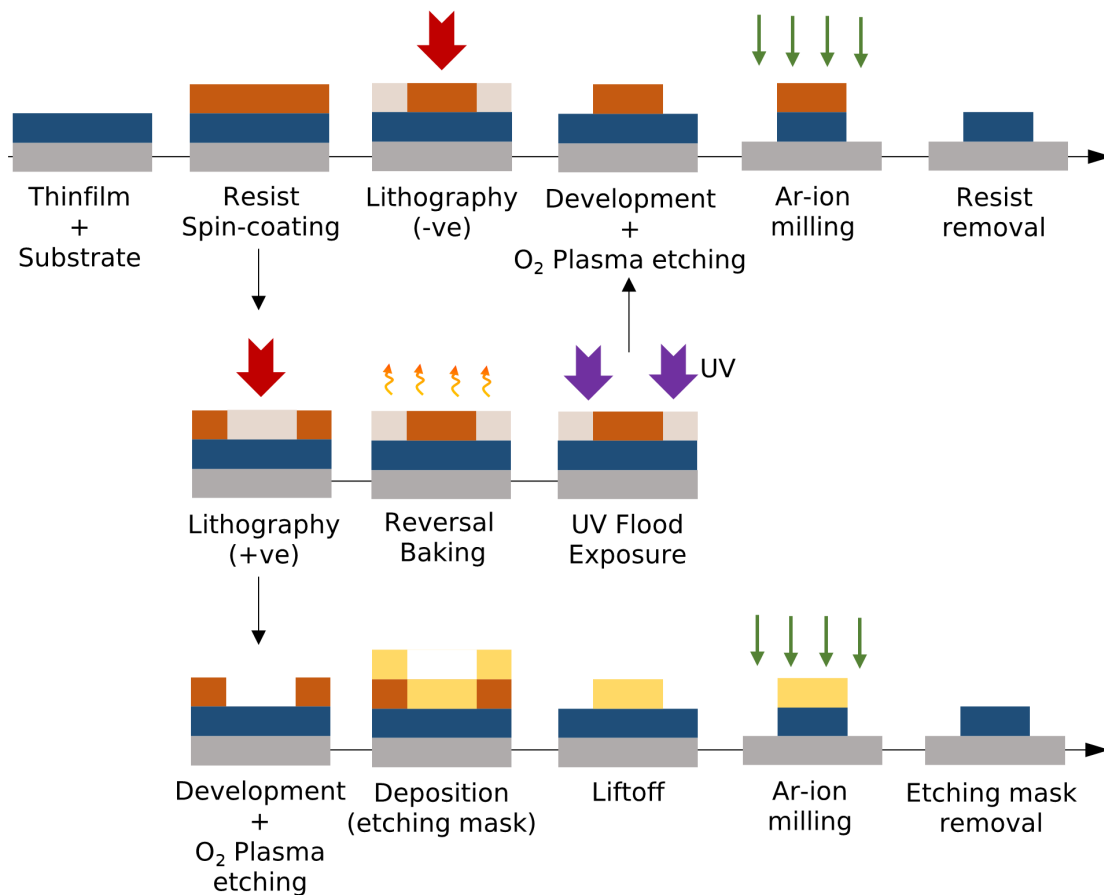 Thinfilm
+
Substrate
Resist
Spin-coating
Lithography
(-ve)
Development
+
O₂ Plasma etching
Ar-ion
milling
Resist
removal
UV
Lithography
(+ve)
Reversal
Baking
UV Flood
Exposure
Development
+
O₂ Plasma
etching
Deposition
(etching mask)
Liftoff
Ar-ion
milling
Etching mask
removal